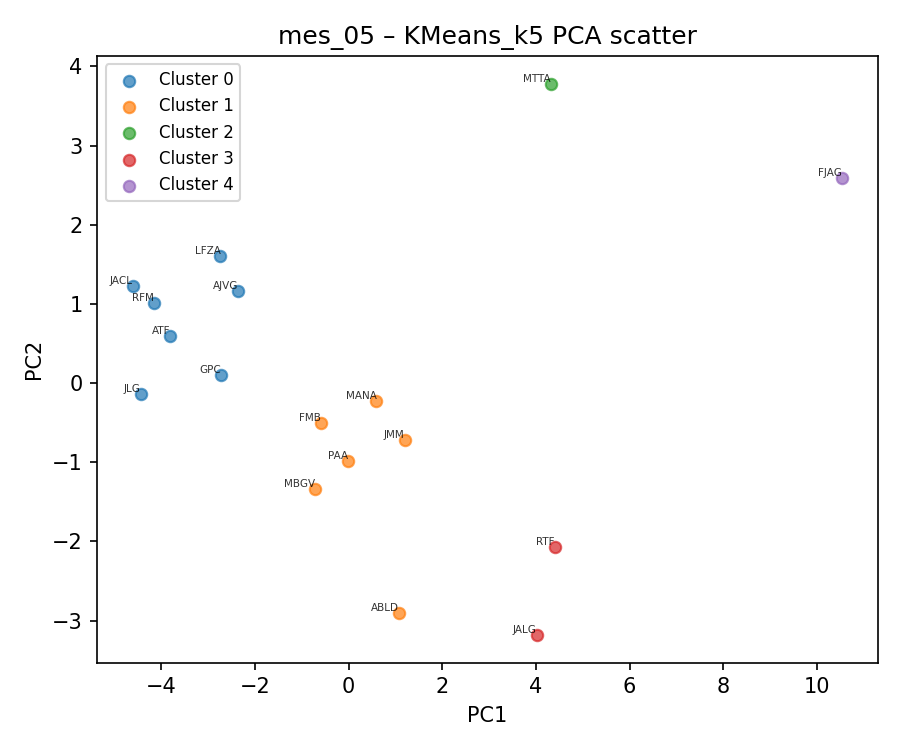 mes_05 – KMeans_k5 PCA scatter
Cluster 0
Cluster 1
Cluster 2
Cluster 3
Cluster 4
MTTA
FJAG
LFZA
JACL
AJVG
RFM
ATF
GPC
JLG
MANA
FMB
JMM
PAA
MBGV
RTF
ABLD
JALG
4
3
2
1
0
−1
−2
−3
PC2
−4
−2
0
2
4
6
8
10
PC1